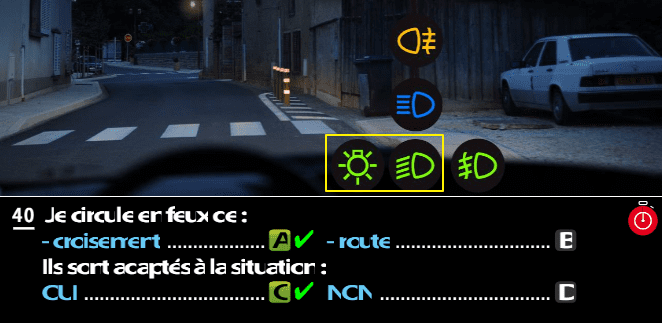 40 Je circule en feux de :
- croisement ..................... A ✔ - route ................................. B
Ils sont adaptés à la situation :
OUI ..................................... C ✔ NON ................................... D